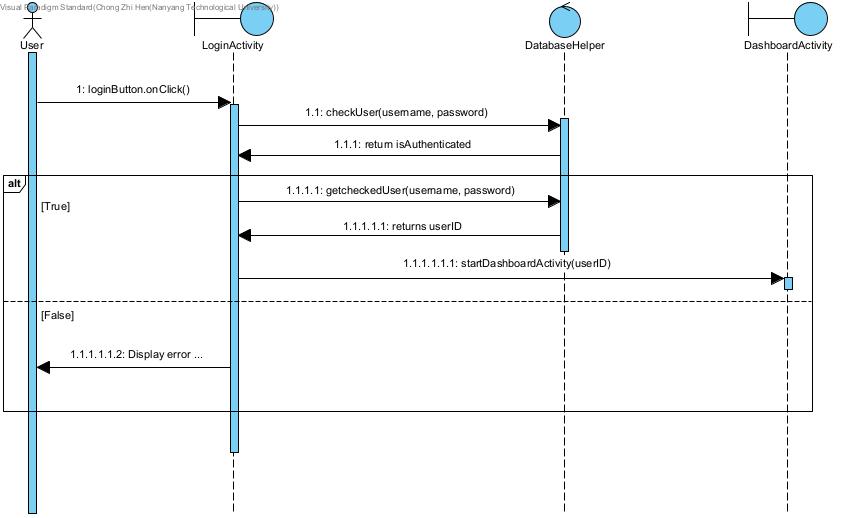 Visual Paradigm Standard(Chong Zhi Hen(Nanyang Technological University))
User
LoginActivity
DatabaseHelper
DashboardActivity
1: loginButton.onClick()
1.1: checkUser(username, password)
1.1.1: return isAuthenticated
alt
1.1.1.1: getcheckedUser(username, password)
[True]
1.1.1.1.1: returns userID
1.1.1.1.1.1: startDashboardActivity(userID)
[False]
1.1.1.1.1.2: Display error ...